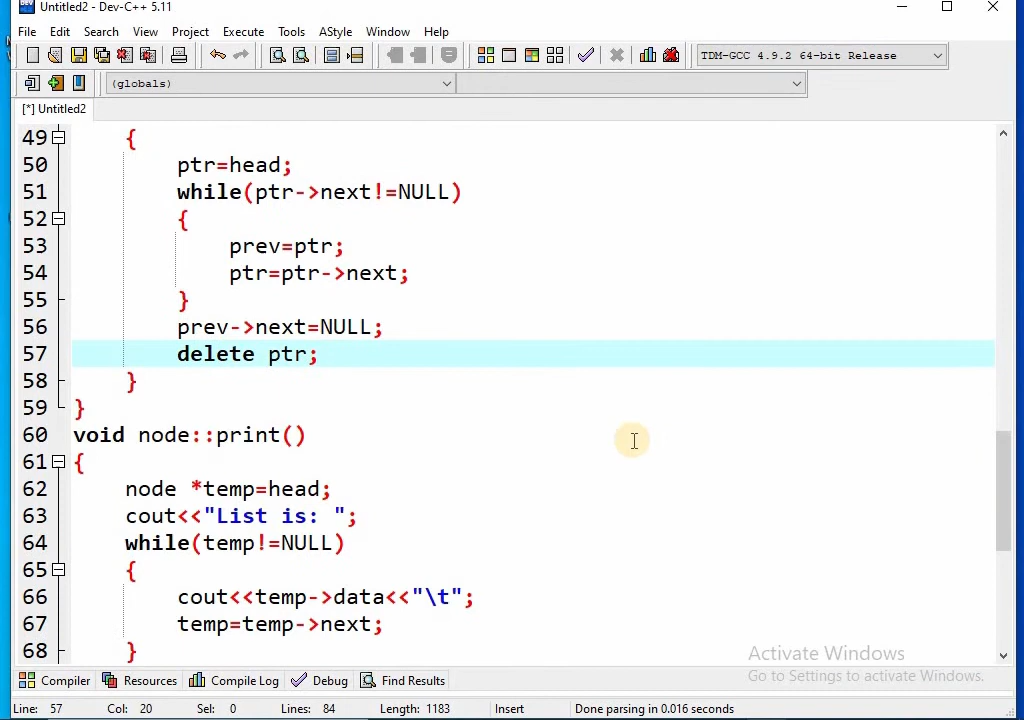 Untitled2 - Dev-C++ 5.11
File Edit Search View Project Execute Tools AStyle Window Help
TDM-GCC 4.9.2 64-bit Release
(globals)
[*] Untitled2
49 {
50 ptr=head;
51 while(ptr->next!=NULL)
52 {
53 prev=ptr;
54 ptr=ptr->next;
55 }
56 prev->next=NULL;
57 delete ptr;
58 }
59 }
60 void node::print()
61 {
62 node *temp=head;
63 cout<<"List is: ";
64 while(temp!=NULL)
65 {
66 cout<<temp->data<<"\t";
67 temp=temp->next;
68 }
Activate Windows
Go to Settings to activate Windows.
Compiler Resources Compile Log Debug Find Results
Line: 57 Col: 20 Sel: 0 Lines: 84 Length: 1183 Insert Done parsing in 0.016 seconds